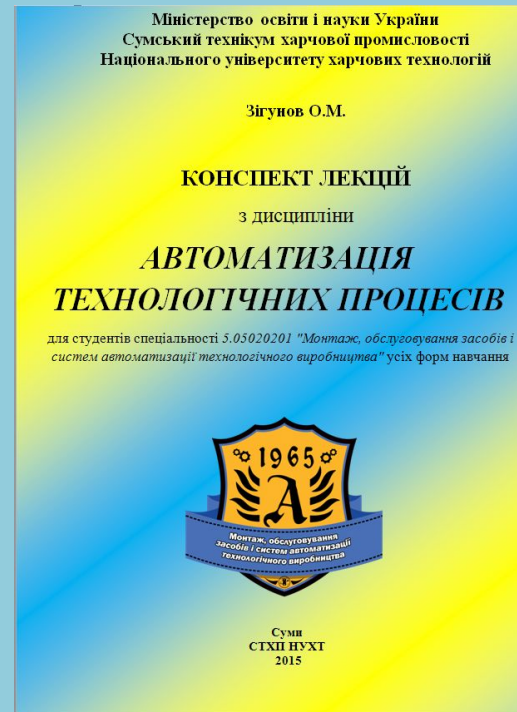 Міністерство освіти і науки України
Сумський технікум харчової промисловості
Національного університету харчових технологій
Зігунов О.М.
КОНСПЕКТ ЛЕКЦІЙ
з дисципліни
АВТОМАТИЗАЦІЯ
ТЕХНОЛОГІЧНИХ ПРОЦЕСІВ
для студентів спеціальності 5.05020201 "Монтаж, обслуговування засобів і
систем автоматизації технологічного виробництва" усіх форм навчання
1965
А
Монтаж, обслуговування
засобів і систем автоматизації
технологічного виробництва
Суми
СТХП НУХТ
2015